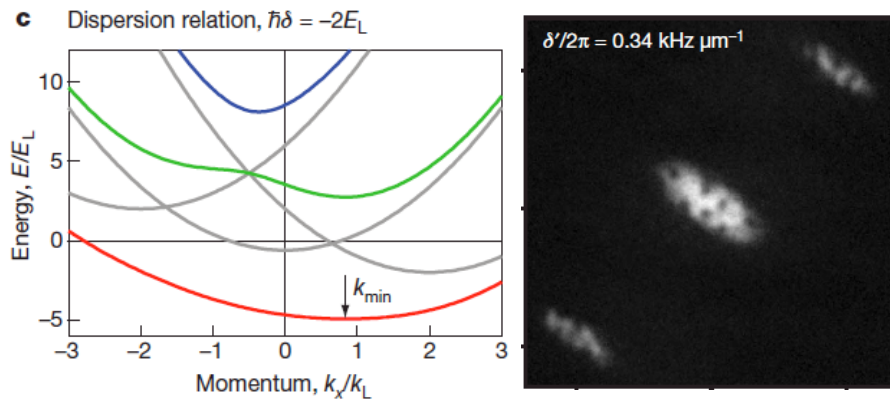 c Dispersion relation, ℏδ = −2E_L
Energy, E/E_L
10
5
0
−5
−3 −2 −1 0 1 2 3
k_min
Momentum, k_x/k_L
δ′/2π = 0.34 kHz μm⁻¹